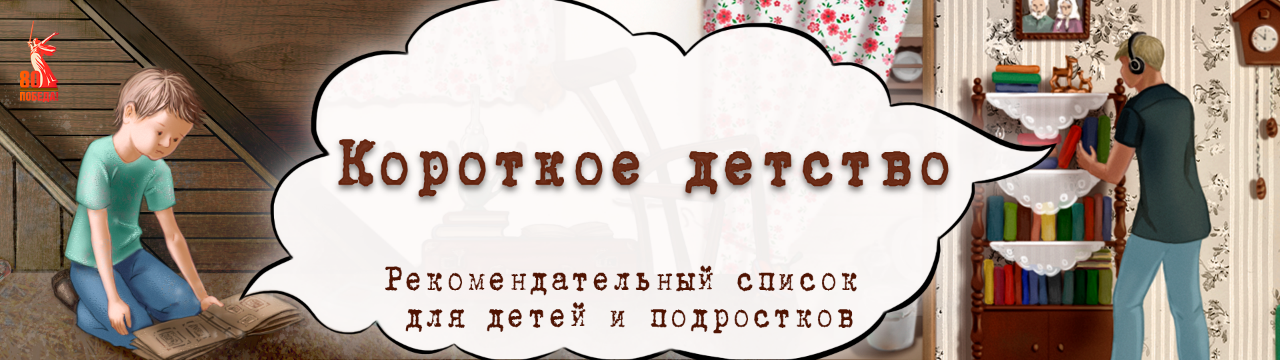 80
ПОБЕДА!
Короткое детство
Рекомендательный список
для детей и подростков